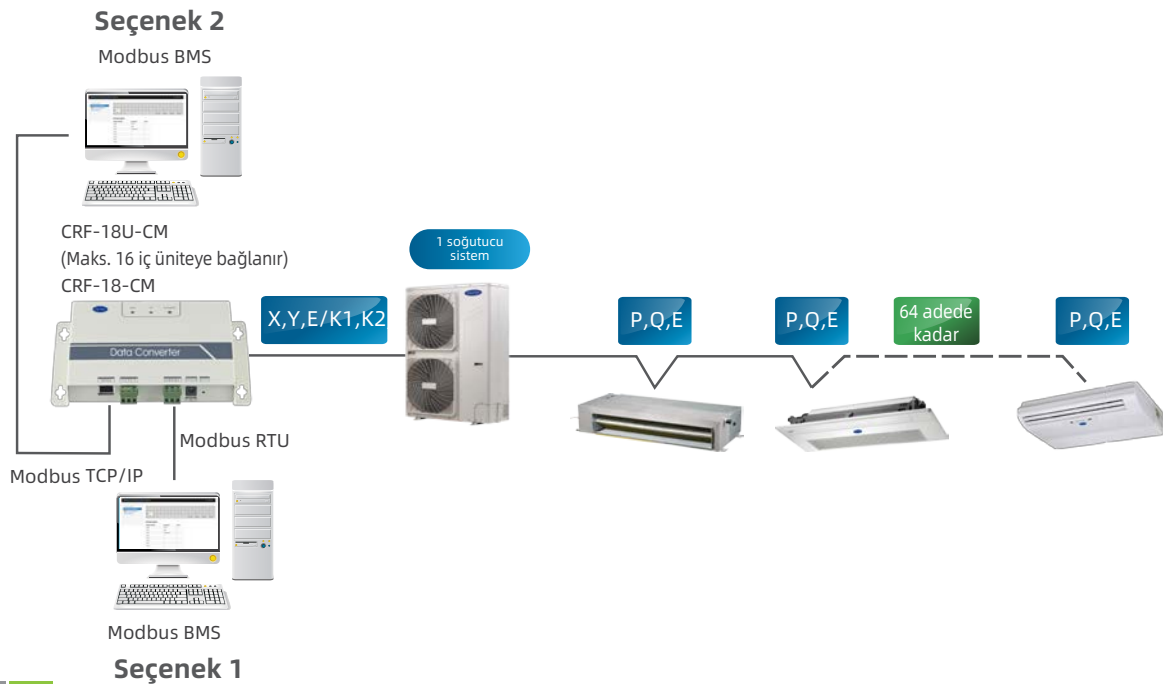 Seçenek 2
Modbus BMS
CRF-18U-CM
(Maks. 16 iç üniteye bağlanır)
CRF-18-CM
Data Converter
X,Y,E/K1,K2
1 soğutucu
sistem
P,Q,E
P,Q,E
64 adede
kadar
P,Q,E
Modbus RTU
Modbus TCP/IP
Modbus BMS
Seçenek 1